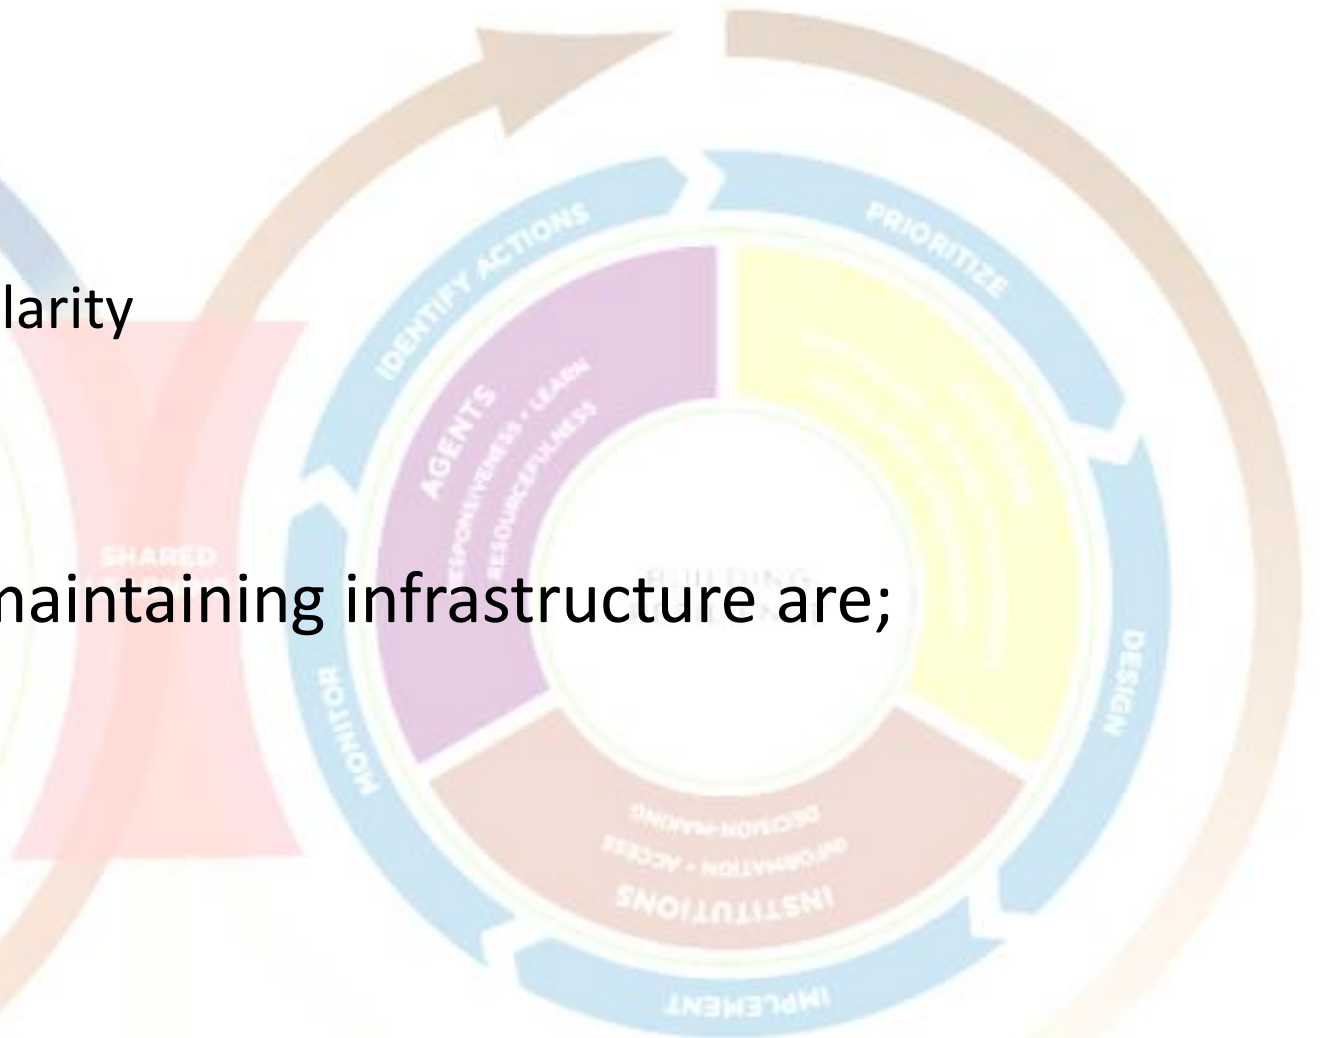 IDENTIFY ACTIONS
PRIORITIZE
larity
AGENTS
RESPONSIVENESS • LEARN
RESOURCEFULNESS
SHARED
maintaining infrastructure are;
BUILDING
DESIGN
MONITOR
DECISION-MAKING
INFORMATION • ACCESS
INSTITUTIONS
IMPLEMENT